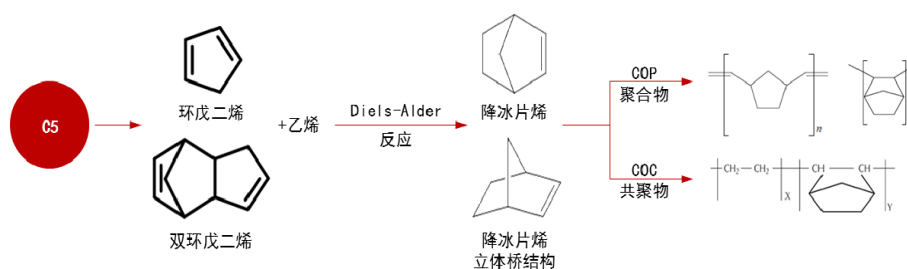 C5
环戊二烯
双环戊二烯
+乙烯
Diels-Alder
反应
降冰片烯
降冰片烯
立体桥结构
COP
聚合物
n
COC
共聚物
CH₂ CH₂
X
CH CH
Y